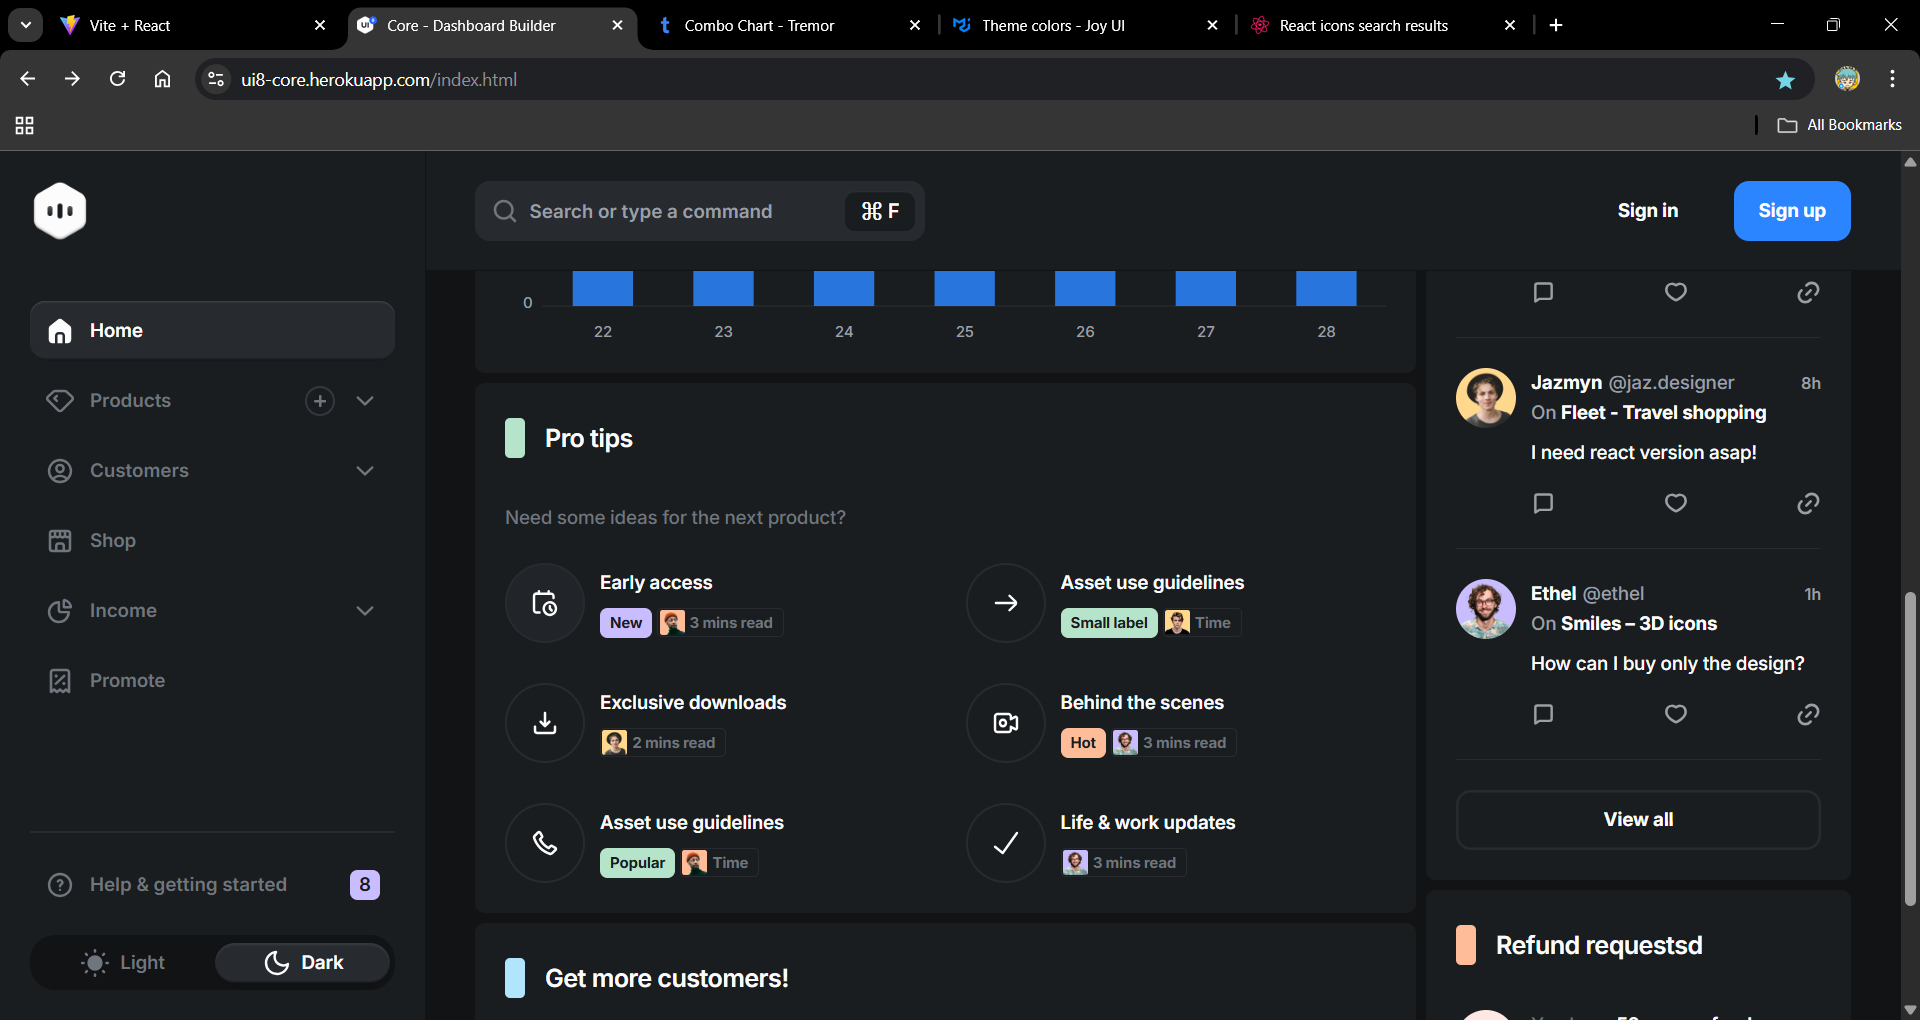 Vite + React
Core - Dashboard Builder
Combo Chart - Tremor
Theme colors - Joy UI
React icons search results
ui8-core.herokuapp.com/index.html
All Bookmarks
Search or type a command
⌘ F
Sign in
Sign up
Home
Products
Customers
Shop
Income
Promote
Help & getting started
8
Light
Dark
0
22 23 24 25 26 27 28
Pro tips
Need some ideas for the next product?
Early access
New 3 mins read
Asset use guidelines
Small label Time
Exclusive downloads
2 mins read
Behind the scenes
Hot 3 mins read
Asset use guidelines
Popular Time
Life & work updates
3 mins read
Get more customers!
Jazmyn @jaz.designer 8h
On Fleet - Travel shopping
I need react version asap!
Ethel @ethel 1h
On Smiles – 3D icons
How can I buy only the design?
View all
Refund requestsd